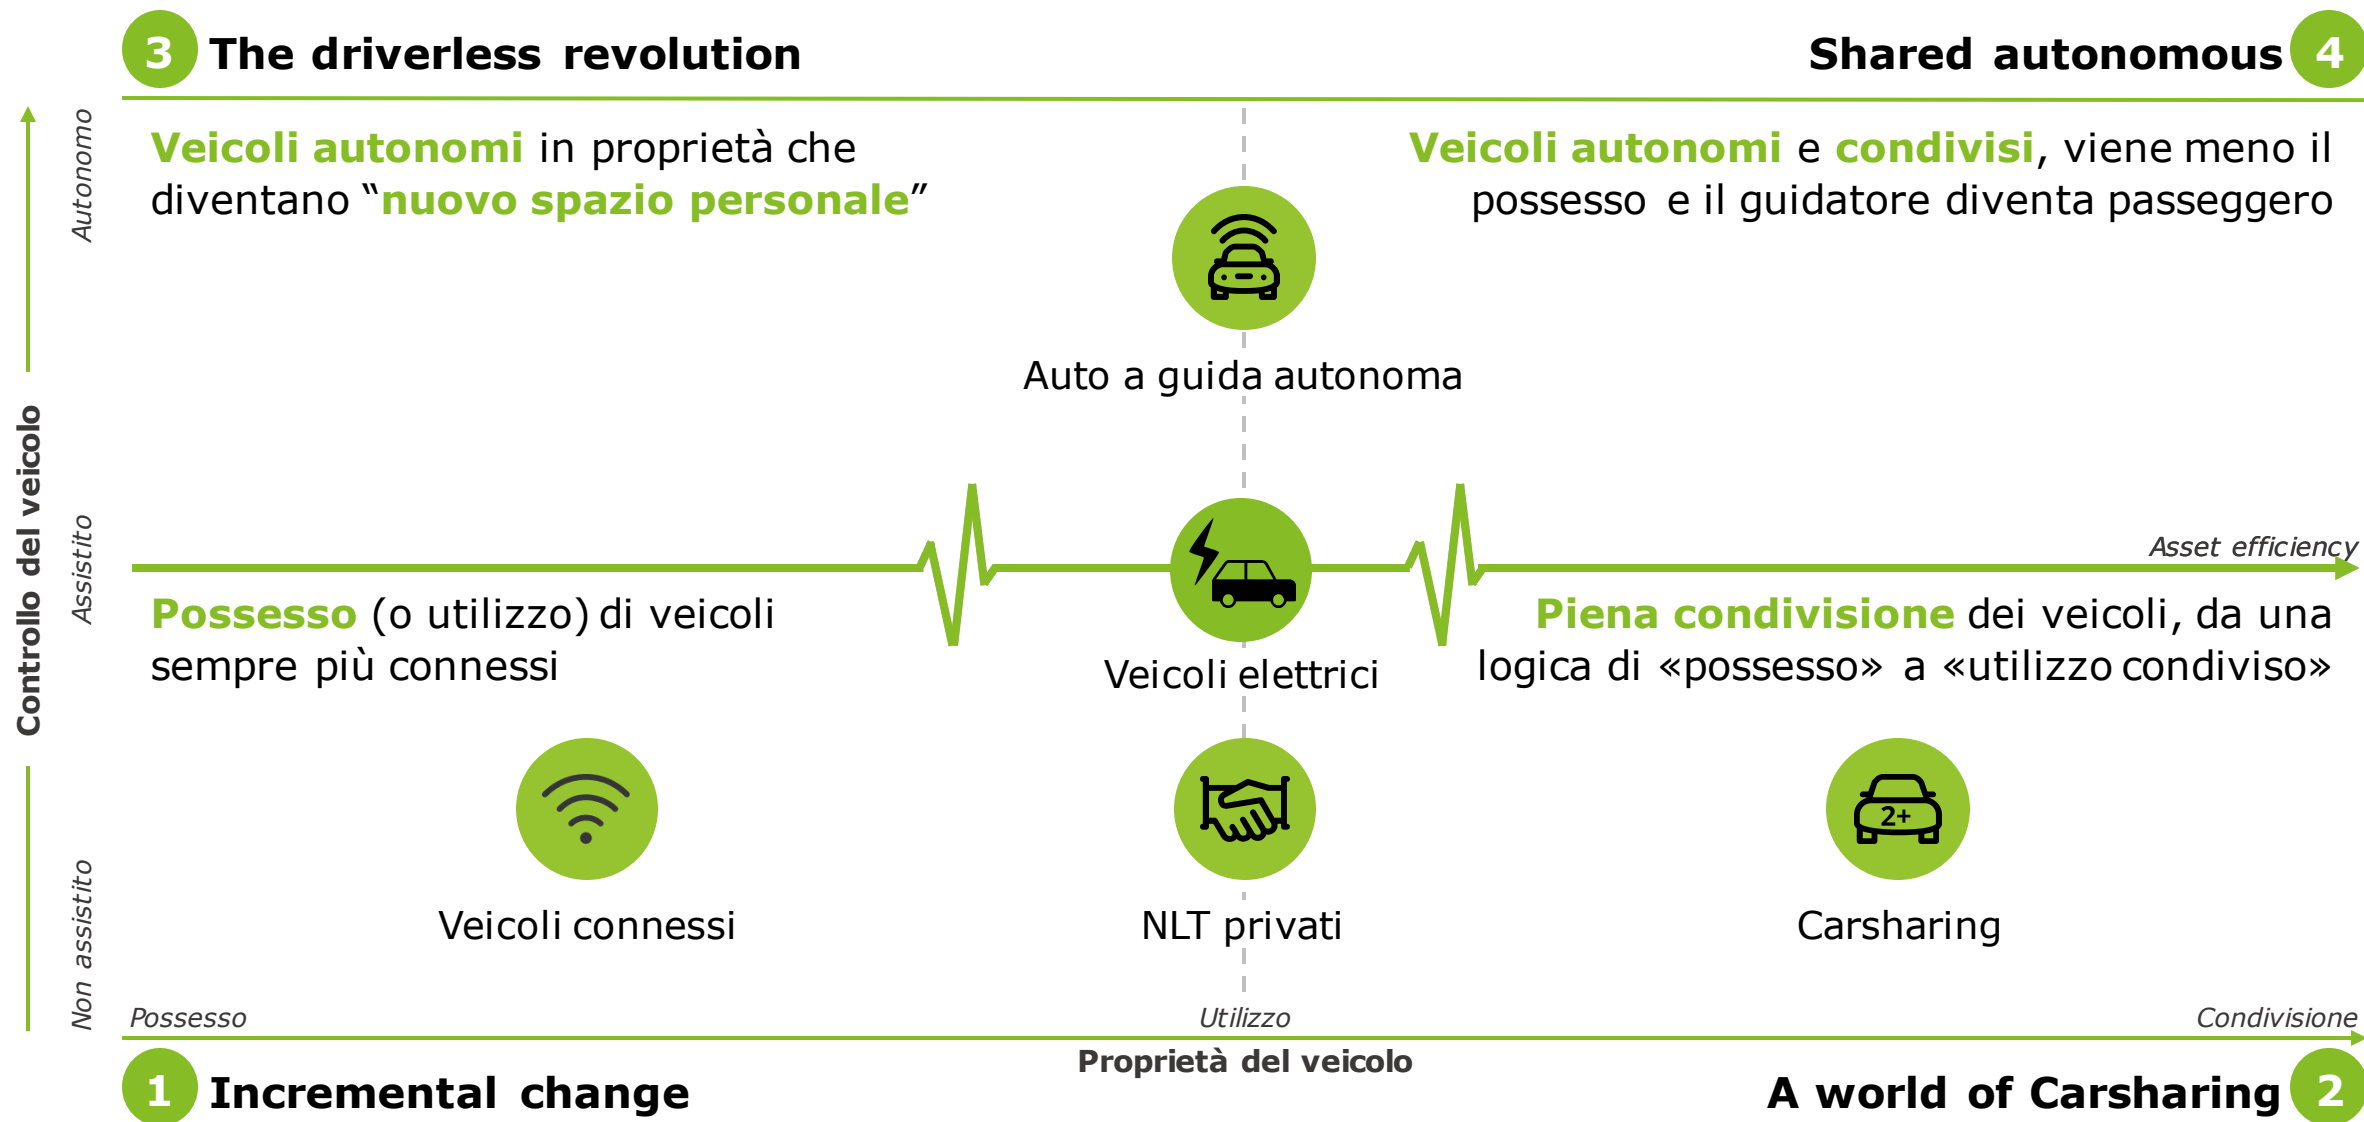 3 The driverless revolution
Shared autonomous 4
Autonomo
Veicoli autonomi in proprietà che
diventano “nuovo spazio personale”
Veicoli autonomi e condivisi, viene meno il
possesso e il guidatore diventa passeggero
Auto a guida autonoma
Controllo del veicolo
Assistito
Asset efficiency
Possesso (o utilizzo) di veicoli
sempre più connessi
Veicoli elettrici
Piena condivisione dei veicoli, da una
logica di «possesso» a «utilizzo condiviso»
2+
Veicoli connessi
NLT privati
Carsharing
Non assistito
Possesso
Utilizzo
Condivisione
Proprietà del veicolo
1 Incremental change
A world of Carsharing 2